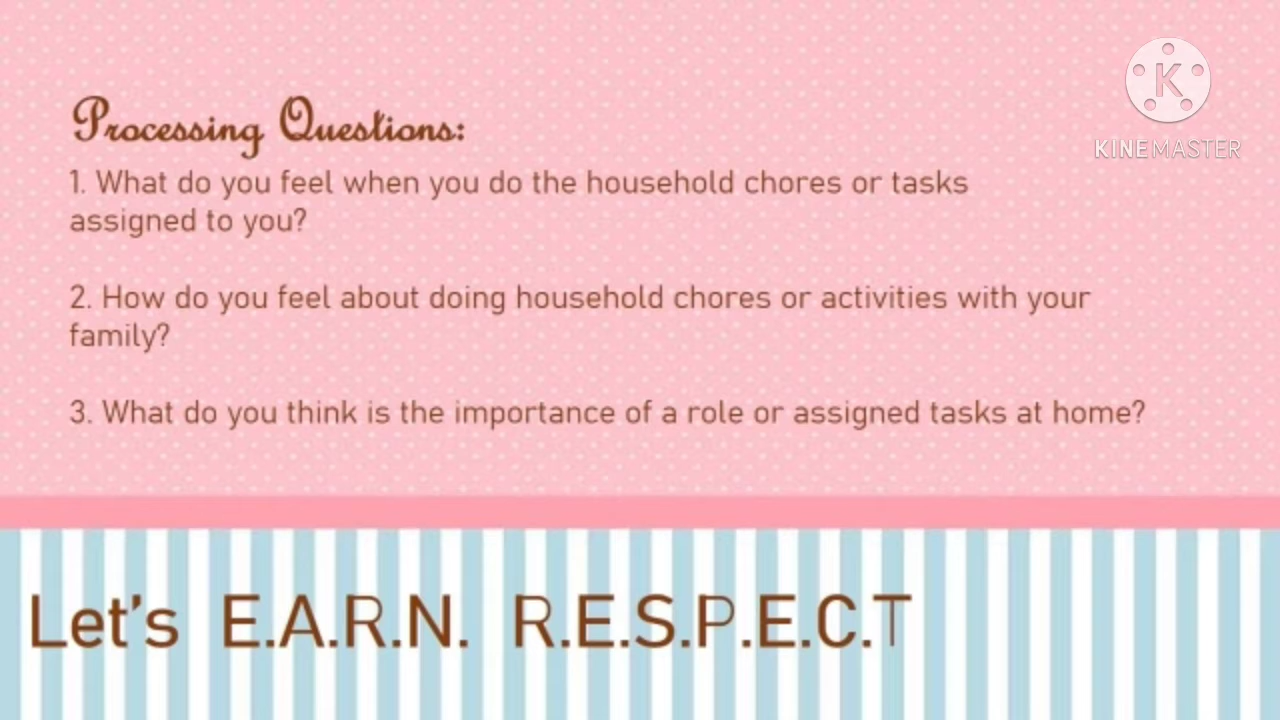 K
KINEMASTER
Processing Questions:
1. What do you feel when you do the household chores or tasks
assigned to you?
2. How do you feel about doing household chores or activities with your
family?
3. What do you think is the importance of a role or assigned tasks at home?
Let's E.A.R.N. R.E.S.P.E.C.T